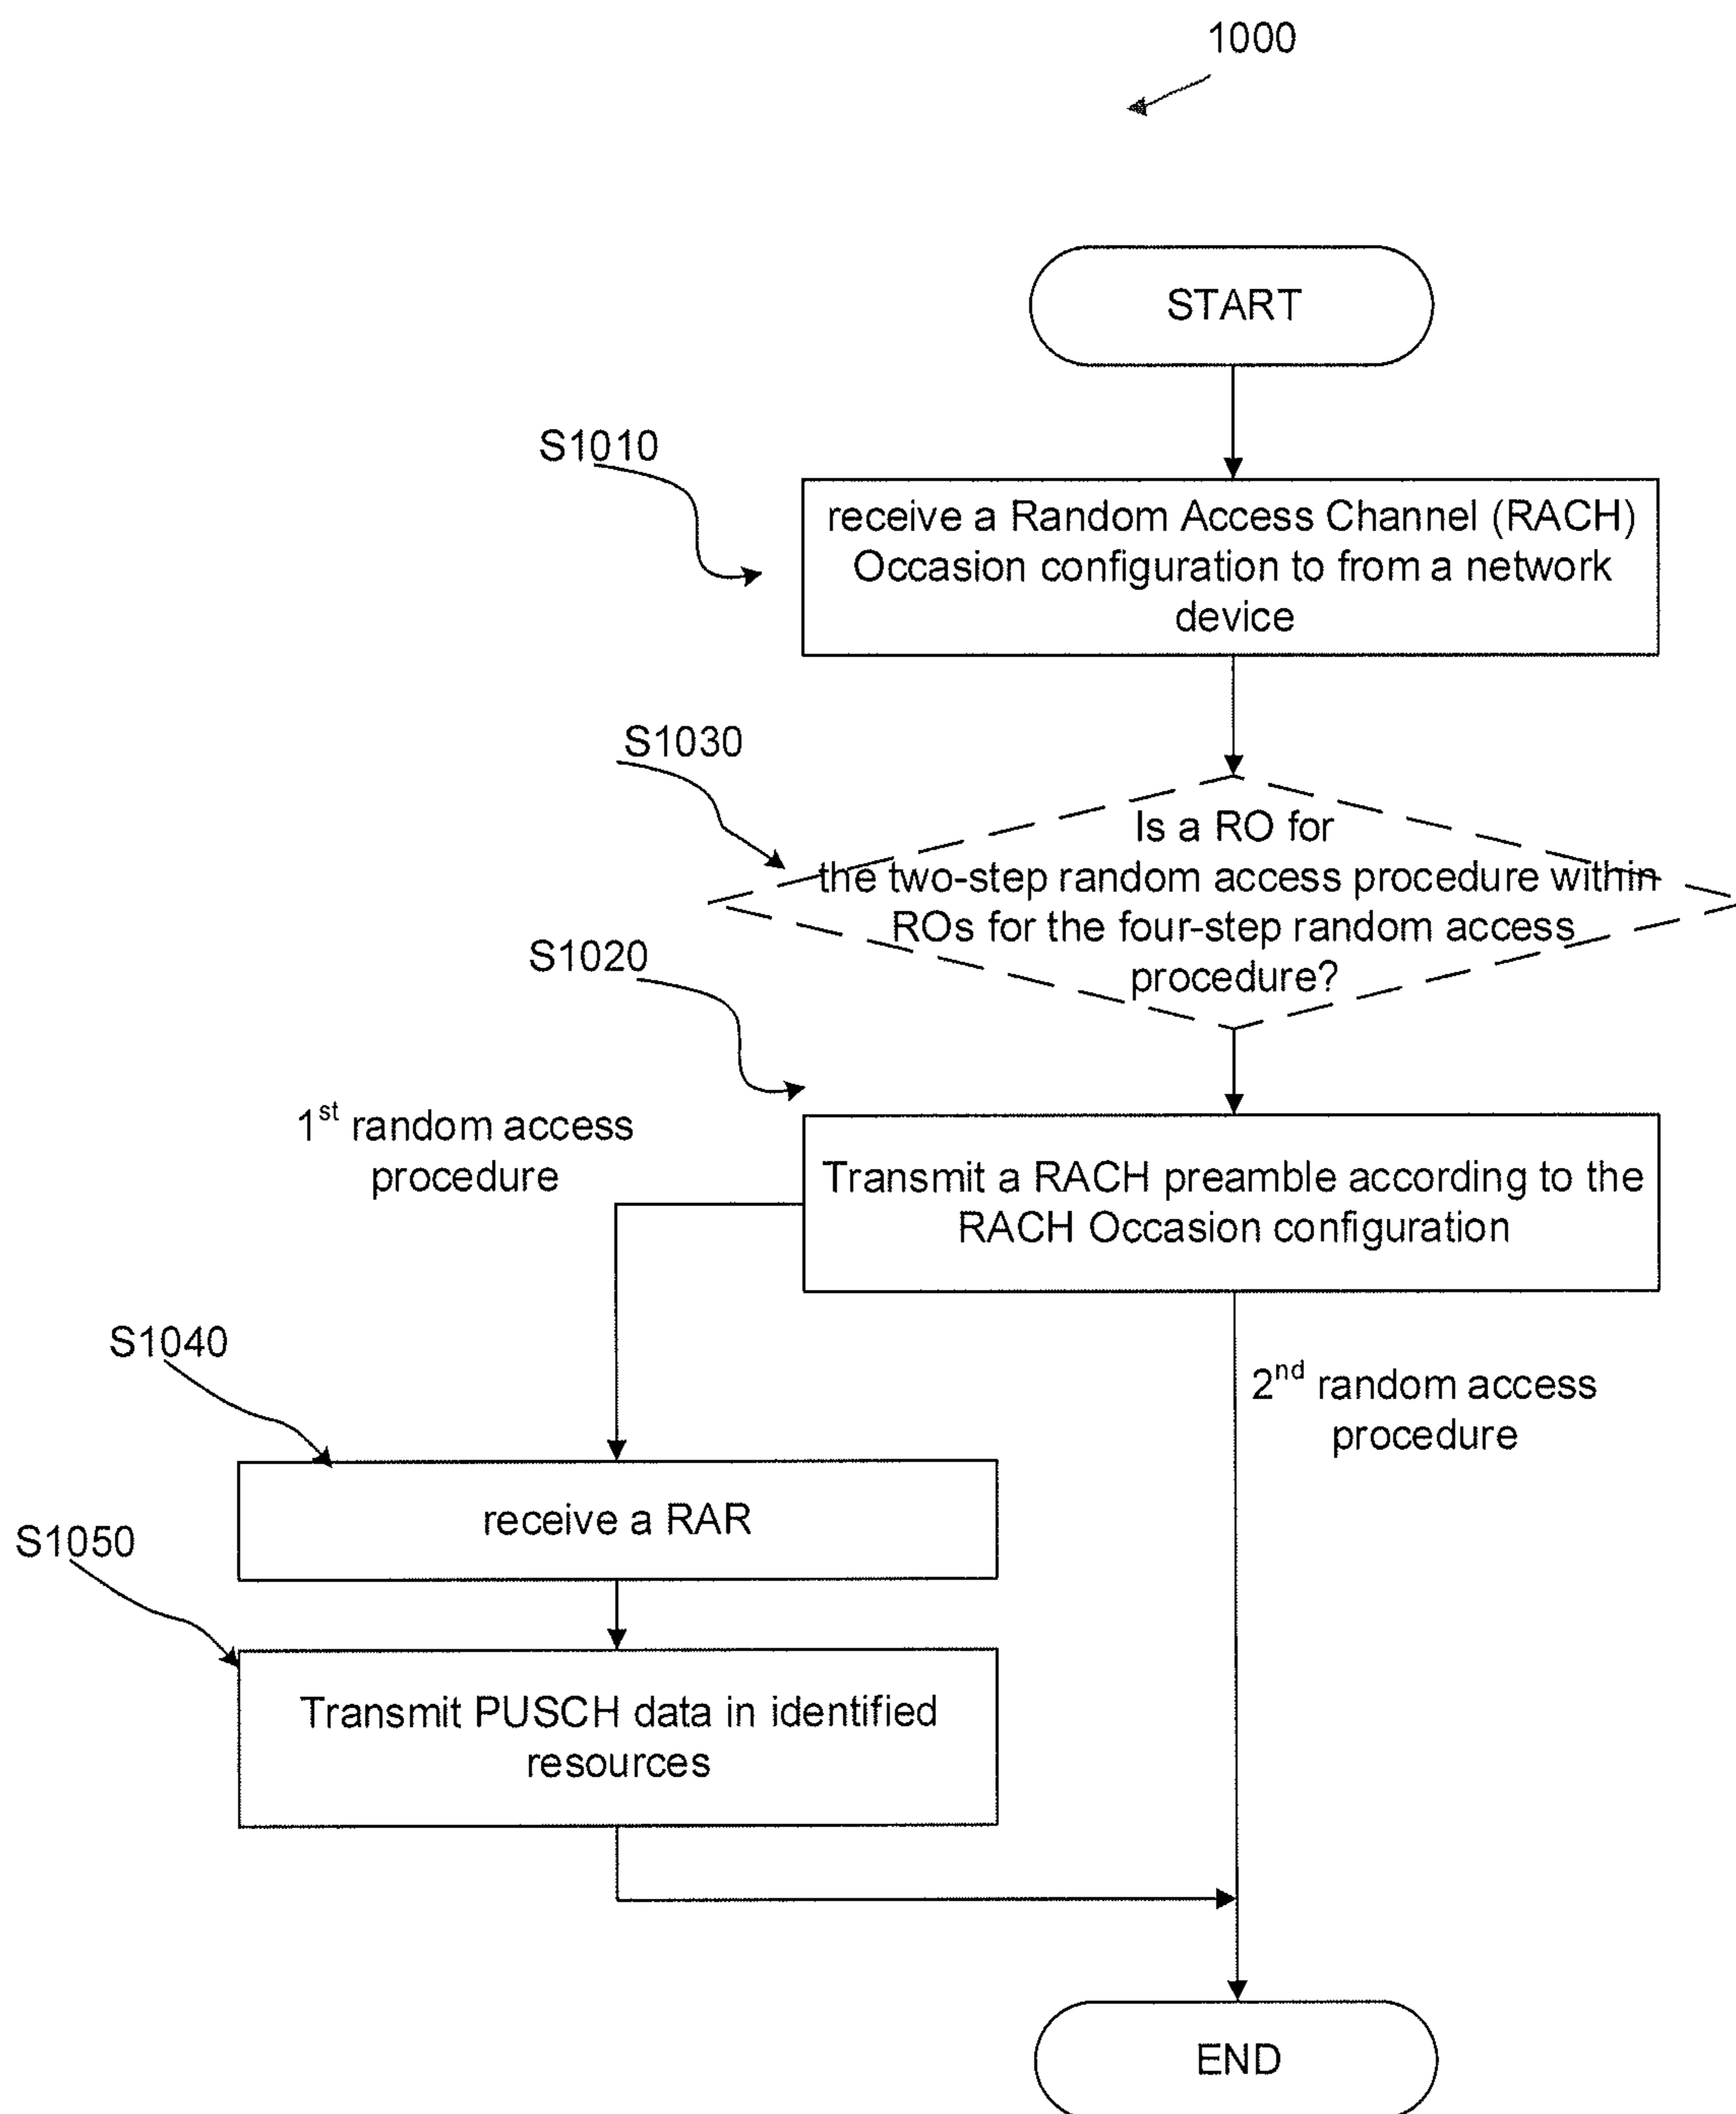 1000
START
S1010
receive a Random Access Channel (RACH)
Occasion configuration to from a network
device
S1030
Is a RO for
the two-step random access procedure within
ROs for the four-step random access
procedure?
S1020
1st random access
procedure
Transmit a RACH preamble according to the
RACH Occasion configuration
S1040
2nd random access
procedure
receive a RAR
S1050
Transmit PUSCH data in identified
resources
END